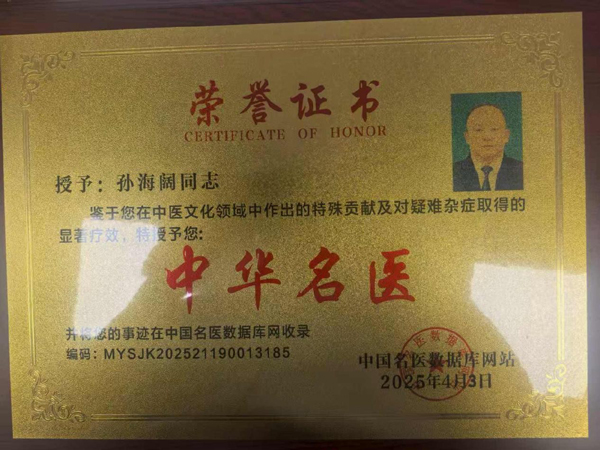 荣誉证书
CERTIFICATE OF HONOR
授予：孙海阔同志
鉴于您在中医文化领域中作出的特殊贡献及对疑难杂症取得的
显著疗效，特授予您：
中华名医
并将您的事迹在中国名医数据库网收录
编码：MYSJK202521190013185
中国名医数据库网站
2025年4月3日